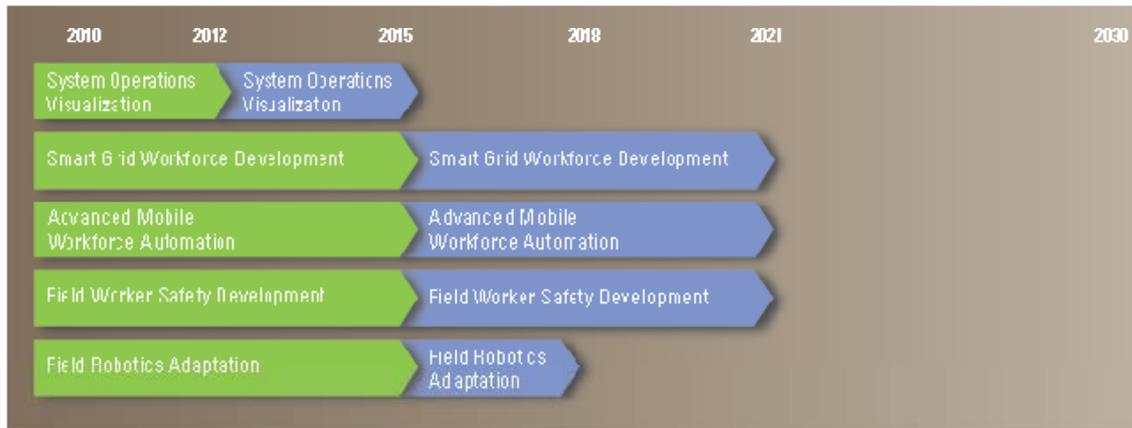 2010 2012 2015 2018 2021 2030
System Operations
Visualization
System Operations
Visualization
Smart Grid Workforce Development
Smart Grid Workforce Development
Advanced Mobile
Workforce Automation
Advanced Mobile
Workforce Automation
Field Worker Safety Development
Field Worker Safety Development
Field Robotics Adaptation
Field Robotics
Adaptation